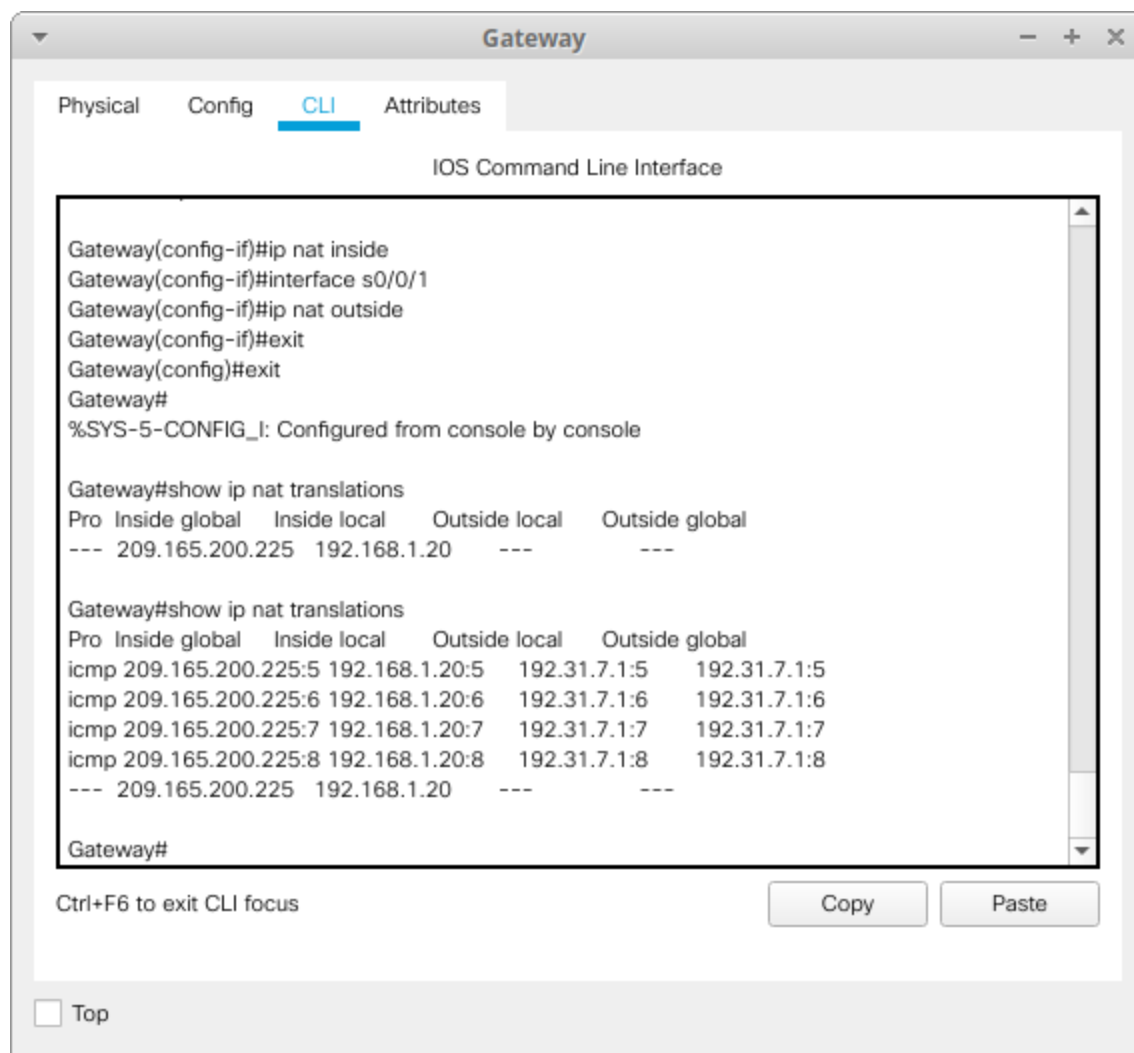 Gateway
Physical Config CLI Attributes
IOS Command Line Interface
Gateway(config-if)#ip nat inside
Gateway(config-if)#interface s0/0/1
Gateway(config-if)#ip nat outside
Gateway(config-if)#exit
Gateway(config)#exit
Gateway#
%SYS-5-CONFIG_I: Configured from console by console
Gateway#show ip nat translations
Pro Inside global Inside local Outside local Outside global
--- 209.165.200.225 192.168.1.20 --- ---
Gateway#show ip nat translations
Pro Inside global Inside local Outside local Outside global
icmp 209.165.200.225:5 192.168.1.20:5 192.31.7.1:5 192.31.7.1:5
icmp 209.165.200.225:6 192.168.1.20:6 192.31.7.1:6 192.31.7.1:6
icmp 209.165.200.225:7 192.168.1.20:7 192.31.7.1:7 192.31.7.1:7
icmp 209.165.200.225:8 192.168.1.20:8 192.31.7.1:8 192.31.7.1:8
--- 209.165.200.225 192.168.1.20 --- ---
Gateway#
Ctrl+F6 to exit CLI focus
Copy Paste
Top